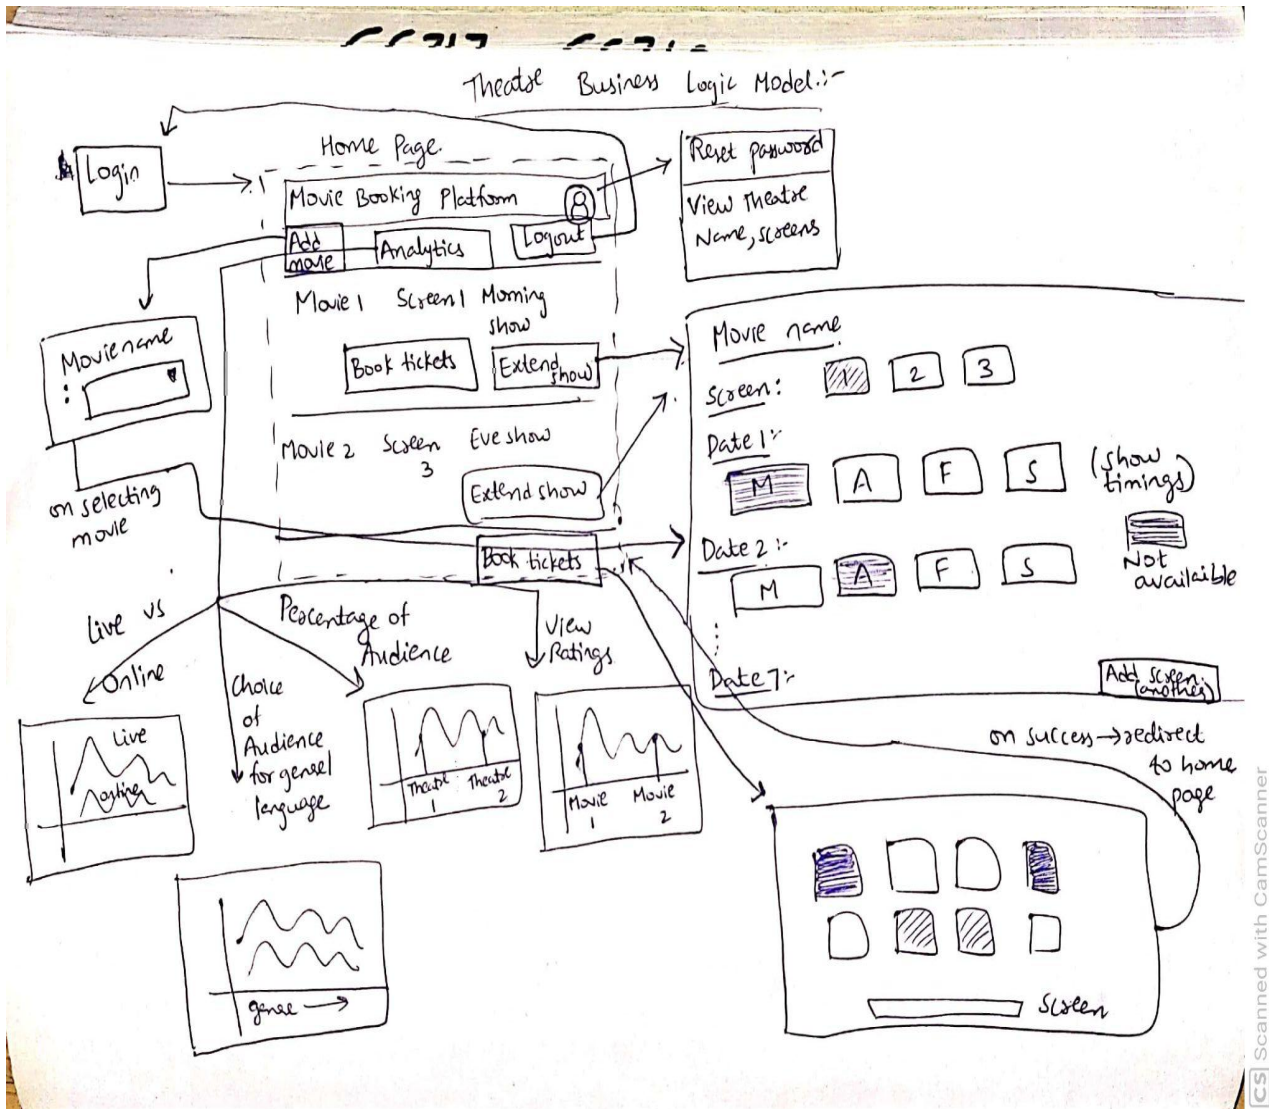 Theatre Business Logic Model:-
Login
Home Page.
Movie Booking Platform
Add
movie
Analytics
Logout
Reset password
View Theatre
Name, screens
Movie 1 Screen 1 Morning
show
Book tickets
Extend
show
Movie 2 Screen
3
Eve show
Extend show
Book tickets
Movie name
:
on selecting
movie
Movie name
Screen:
1 2 3
Date 1:-
M A F S
(show
timings)
Not
available
Date 2:-
M A F S
Date 7:-
Add screen
(another)
on success → redirect
to home
page
Live vs
Online
Percentage of
Audience
View
Ratings
Choice
of
Audience
for genre/
language
Live
online
Theatre
1
Theatre
2
Movie
1
Movie
2
genre →
Screen
CS Scanned with CamScanner